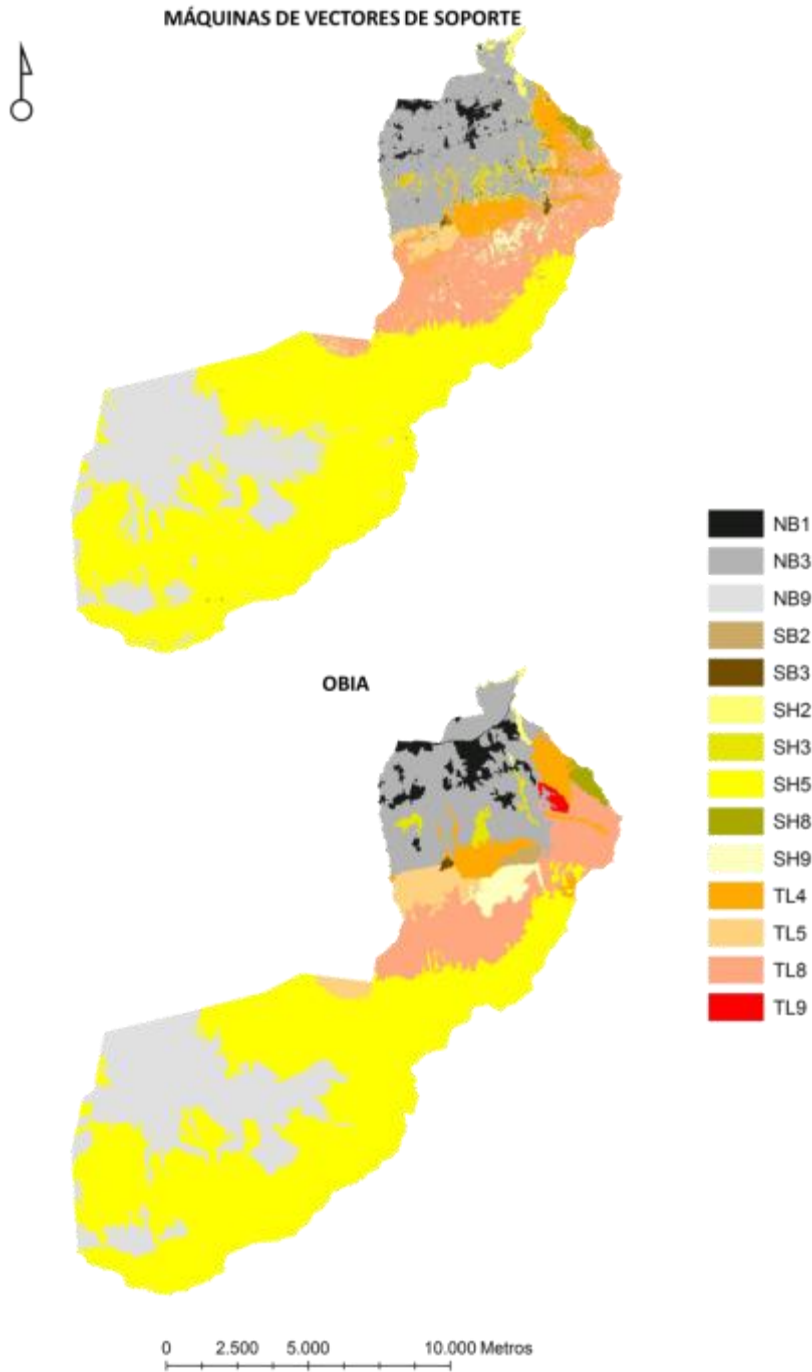 MÁQUINAS DE VECTORES DE SOPORTE
OBIA
NB1
NB3
NB9
SB2
SB3
SH2
SH3
SH5
SH8
SH9
TL4
TL5
TL8
TL9
0 2.500 5.000 10.000 Metros